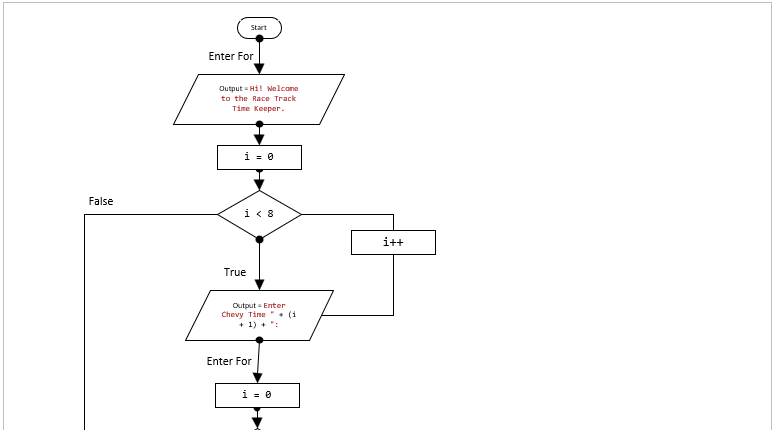 Start
Enter For
Output = Hi! Welcome
to the Race Track
Time Keeper.
i = 0
False
i < 8
i++
True
Output = Enter
Chevy Time " + (i
+ 1) + ":
Enter For
i = 0